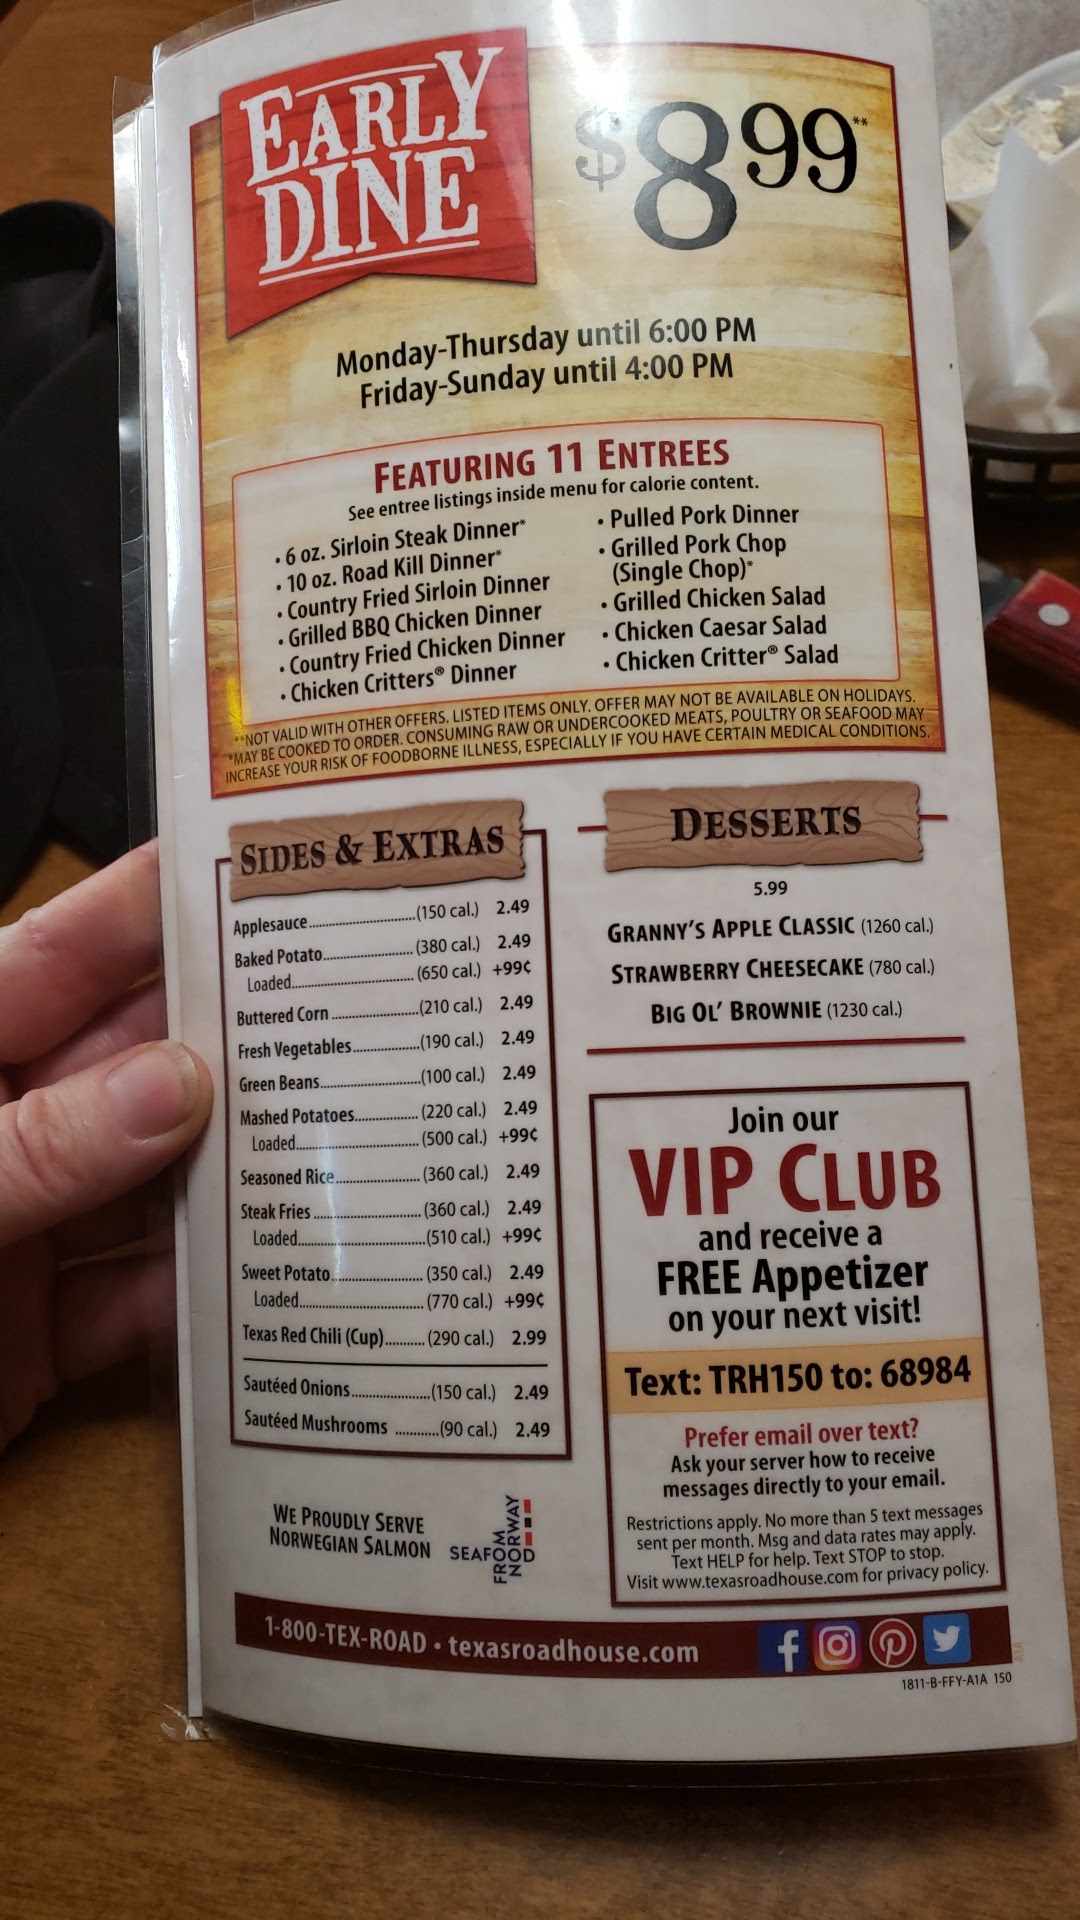 EARLY
DINE
$8.99**
Monday-Thursday until 6:00 PM
Friday-Sunday until 4:00 PM
FEATURING 11 ENTREES
See entree listings inside menu for calorie content.
• 6 oz. Sirloin Steak Dinner*
• 10 oz. Road Kill Dinner*
• Country Fried Sirloin Dinner
• Grilled BBQ Chicken Dinner
• Country Fried Chicken Dinner
• Chicken Critters® Dinner
• Pulled Pork Dinner
• Grilled Pork Chop
(Single Chop)*
• Grilled Chicken Salad
• Chicken Caesar Salad
• Chicken Critter® Salad
**NOT VALID WITH OTHER OFFERS. LISTED ITEMS ONLY. OFFER MAY NOT BE AVAILABLE ON HOLIDAYS.
*MAY BE COOKED TO ORDER. CONSUMING RAW OR UNDERCOOKED MEATS, POULTRY OR SEAFOOD MAY
INCREASE YOUR RISK OF FOODBORNE ILLNESS, ESPECIALLY IF YOU HAVE CERTAIN MEDICAL CONDITIONS.
SIDES & EXTRAS
Applesauce (150 cal.) 2.49
Baked Potato (380 cal.) 2.49
Loaded (650 cal.) +99¢
Buttered Corn (210 cal.) 2.49
Fresh Vegetables (190 cal.) 2.49
Green Beans (100 cal.) 2.49
Mashed Potatoes (220 cal.) 2.49
Loaded (500 cal.) +99¢
Seasoned Rice (360 cal.) 2.49
Steak Fries (360 cal.) 2.49
Loaded (510 cal.) +99¢
Sweet Potato (350 cal.) 2.49
Loaded (770 cal.) +99¢
Texas Red Chili (Cup) (290 cal.) 2.99
Sautéed Onions (150 cal.) 2.49
Sautéed Mushrooms (90 cal.) 2.49
WE PROUDLY SERVE
NORWEGIAN SALMON
SEAFOOD
FROM
NORWAY
DESSERTS
5.99
GRANNY'S APPLE CLASSIC (1260 cal.)
STRAWBERRY CHEESECAKE (780 cal.)
BIG OL' BROWNIE (1230 cal.)
Join our
VIP CLUB
and receive a
FREE Appetizer
on your next visit!
Text: TRH150 to: 68984
Prefer email over text?
Ask your server how to receive
messages directly to your email.
Restrictions apply. No more than 5 text messages
sent per month. Msg and data rates may apply.
Text HELP for help. Text STOP to stop.
Visit www.texasroadhouse.com for privacy policy.
1-800-TEX-ROAD • texasroadhouse.com
1811-B-FFY-A1A 150